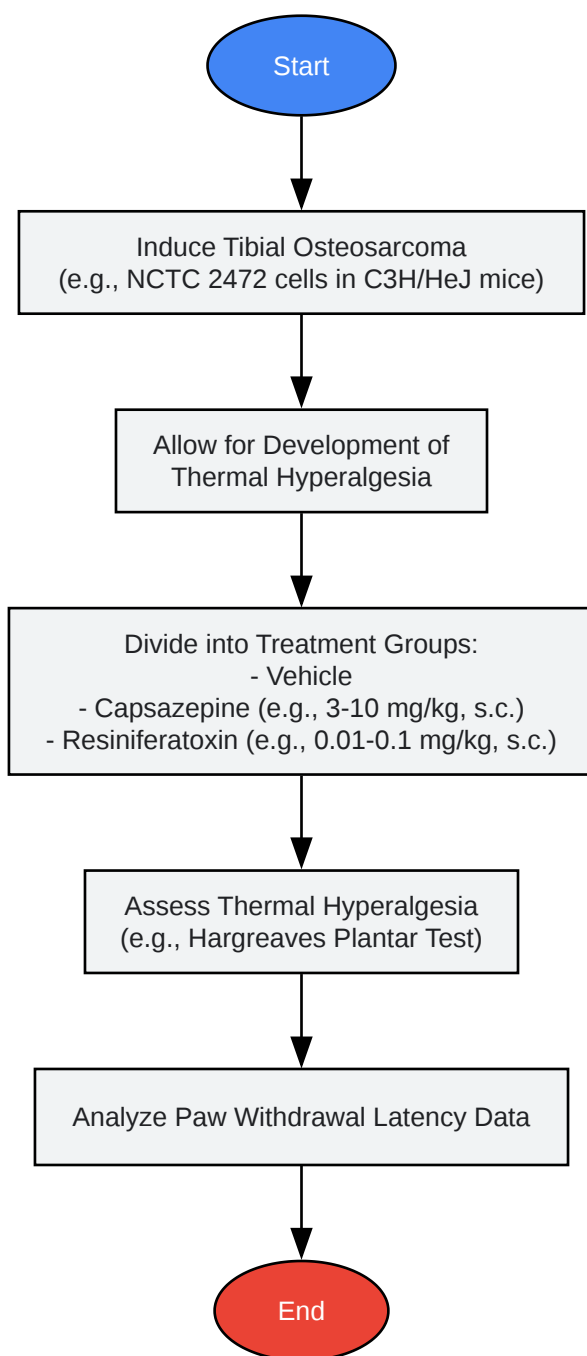 Start
Induce Tibial Osteosarcoma
(e.g., NCTC 2472 cells in C3H/HeJ mice)
Allow for Development of
Thermal Hyperalgesia
Divide into Treatment Groups:
- Vehicle
- Capsazepine (e.g., 3-10 mg/kg, s.c.)
- Resiniferatoxin (e.g., 0.01-0.1 mg/kg, s.c.)
Assess Thermal Hyperalgesia
(e.g., Hargreaves Plantar Test)
Analyze Paw Withdrawal Latency Data
End